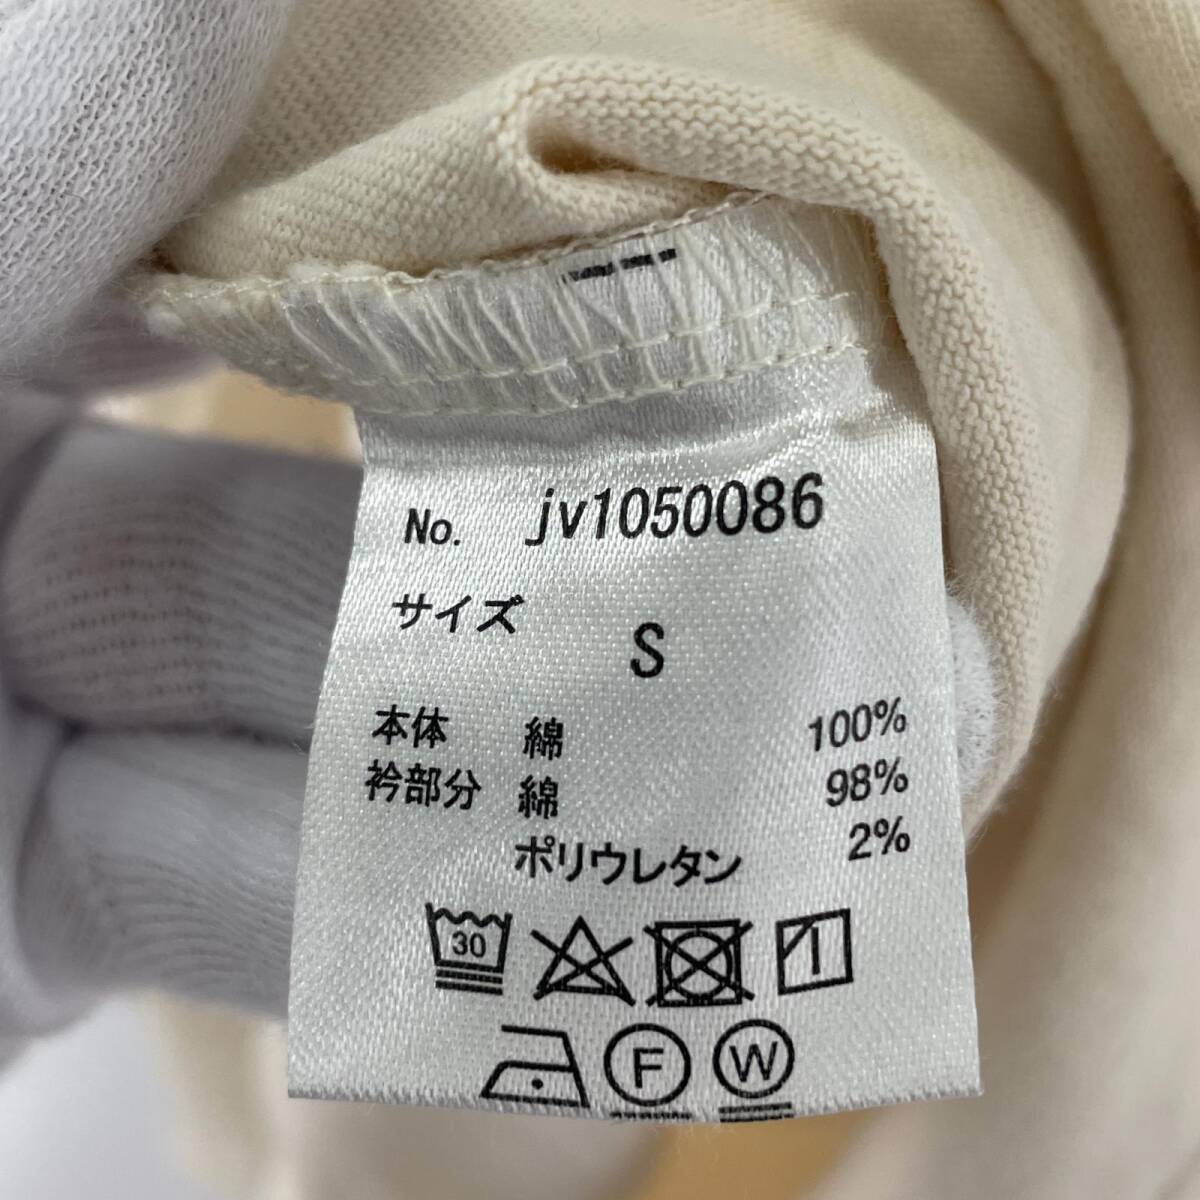 No. jv1050086
サイズ S
本体 綿 100%
衿部分 綿 98%
ポリウレタン 2%
30
F W